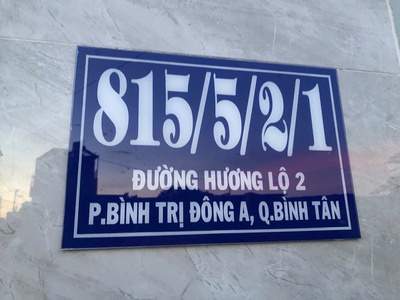 815/5/2/1
ĐƯỜNG HƯƠNG LỘ 2
P.BÌNH TRỊ ĐÔNG A, Q.BÌNH TÂN